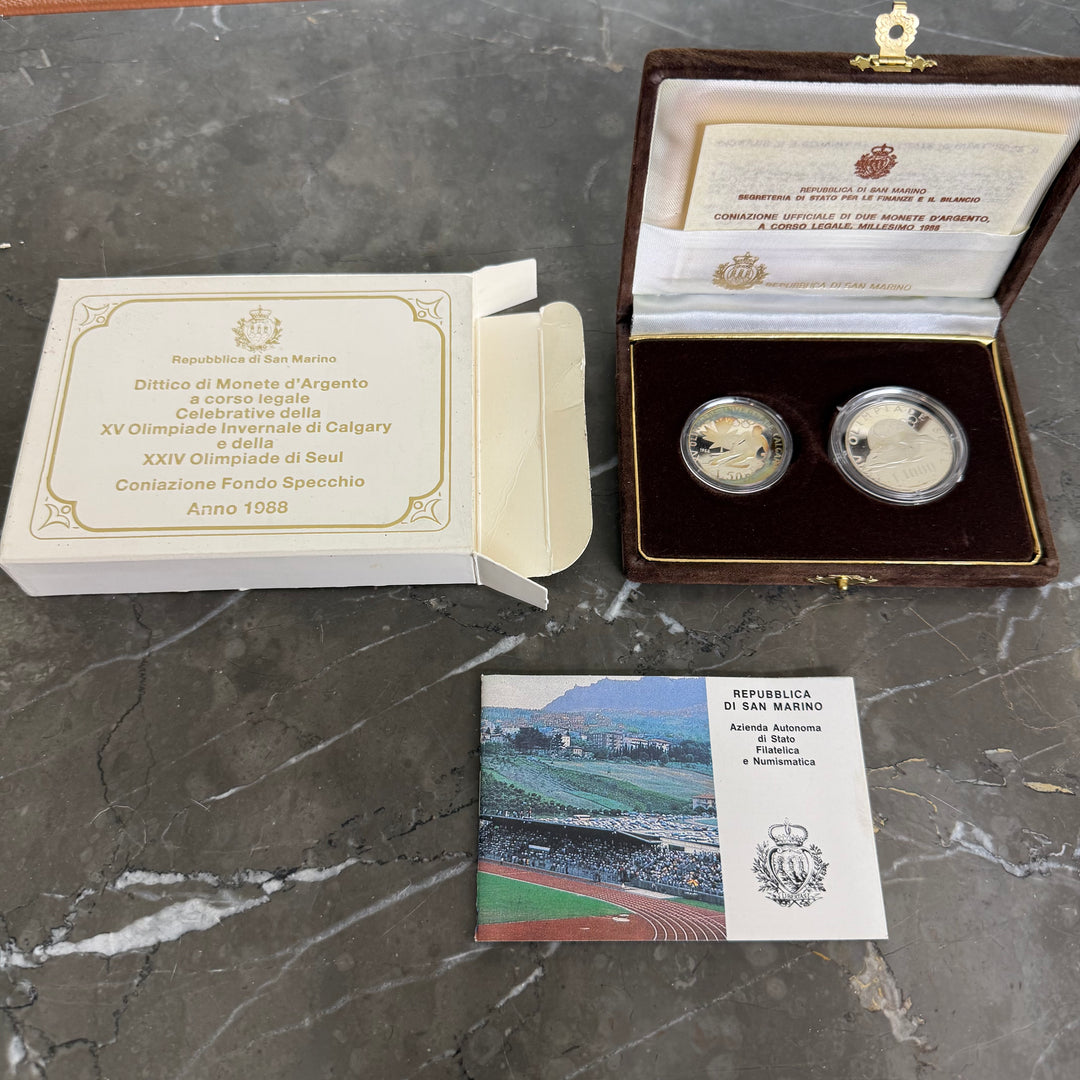 Repubblica di San Marino
Dittico di Monete d'Argento
a corso legale
Celebrative della
XV Olimpiade Invernale di Calgary
e della
XXIV Olimpiade di Seul
Coniazione Fondo Specchio
Anno 1988
REPUBBLICA DI SAN MARINO
SEGRETERIA DI STATO PER LE FINANZE E IL BILANCIO
CONIAZIONE UFFICIALE DI DUE MONETE D'ARGENTO,
A CORSO LEGALE, MILLESIMO 1988
REPUBBLICA DI SAN MARINO
1988
OLIMPIADE
REPUBBLICA
DI SAN MARINO
Azienda Autonoma
di Stato
Filatelica
e Numismatica